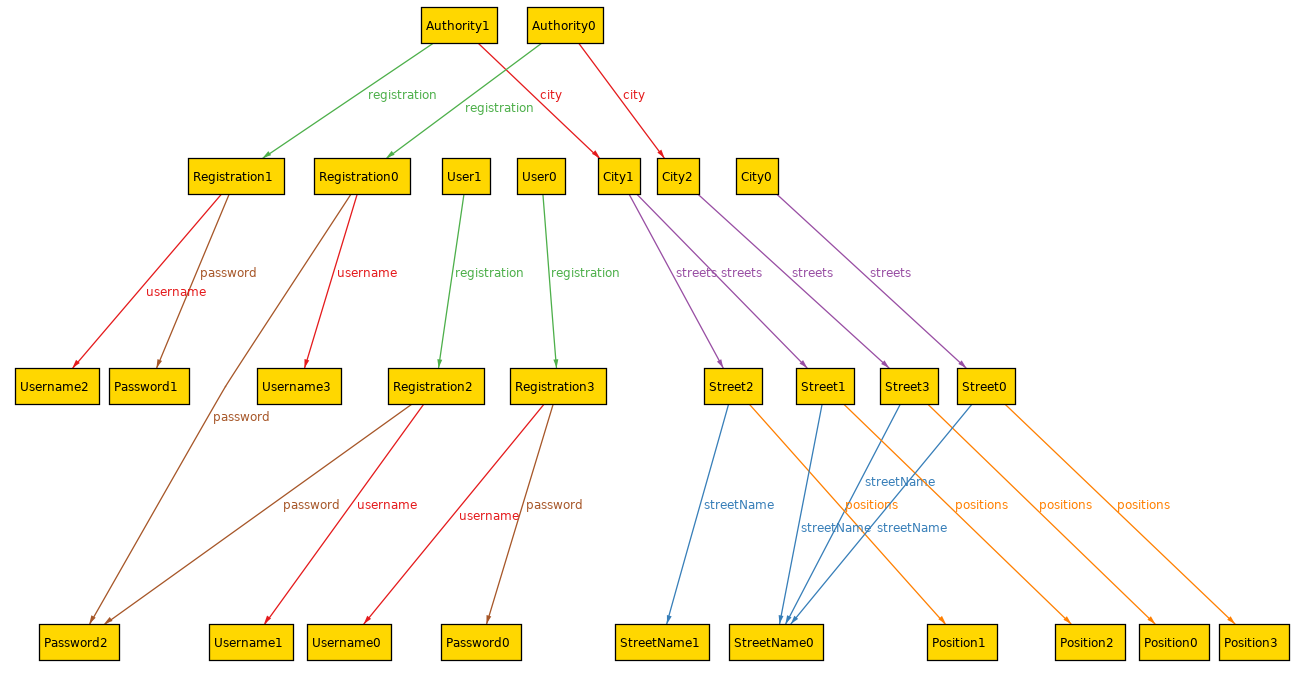 Authority1
Authority0
registration
city
city
registration
Registration1
Registration0
User1
User0
City1
City2
City0
password
username
registration
registration
streets
streets
streets
streets
username
Username2
Password1
Username3
Registration2
Registration3
Street2
Street1
Street3
Street0
password
streetName
password
username
password
streetName
positions
positions
positions
positions
username
streetName
streetName
Password2
Username1
Username0
Password0
StreetName1
StreetName0
Position1
Position2
Position0
Position3